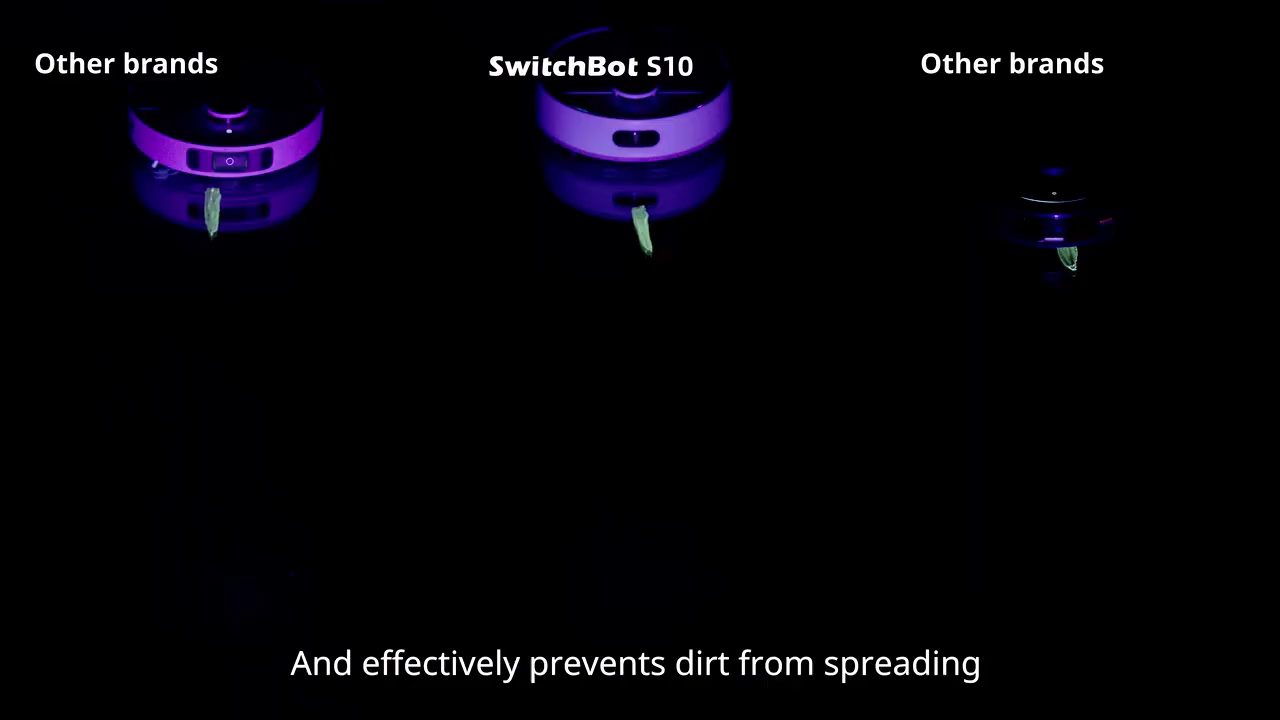 Other brands
SwitchBot S10
Other brands
And effectively prevents dirt from spreading